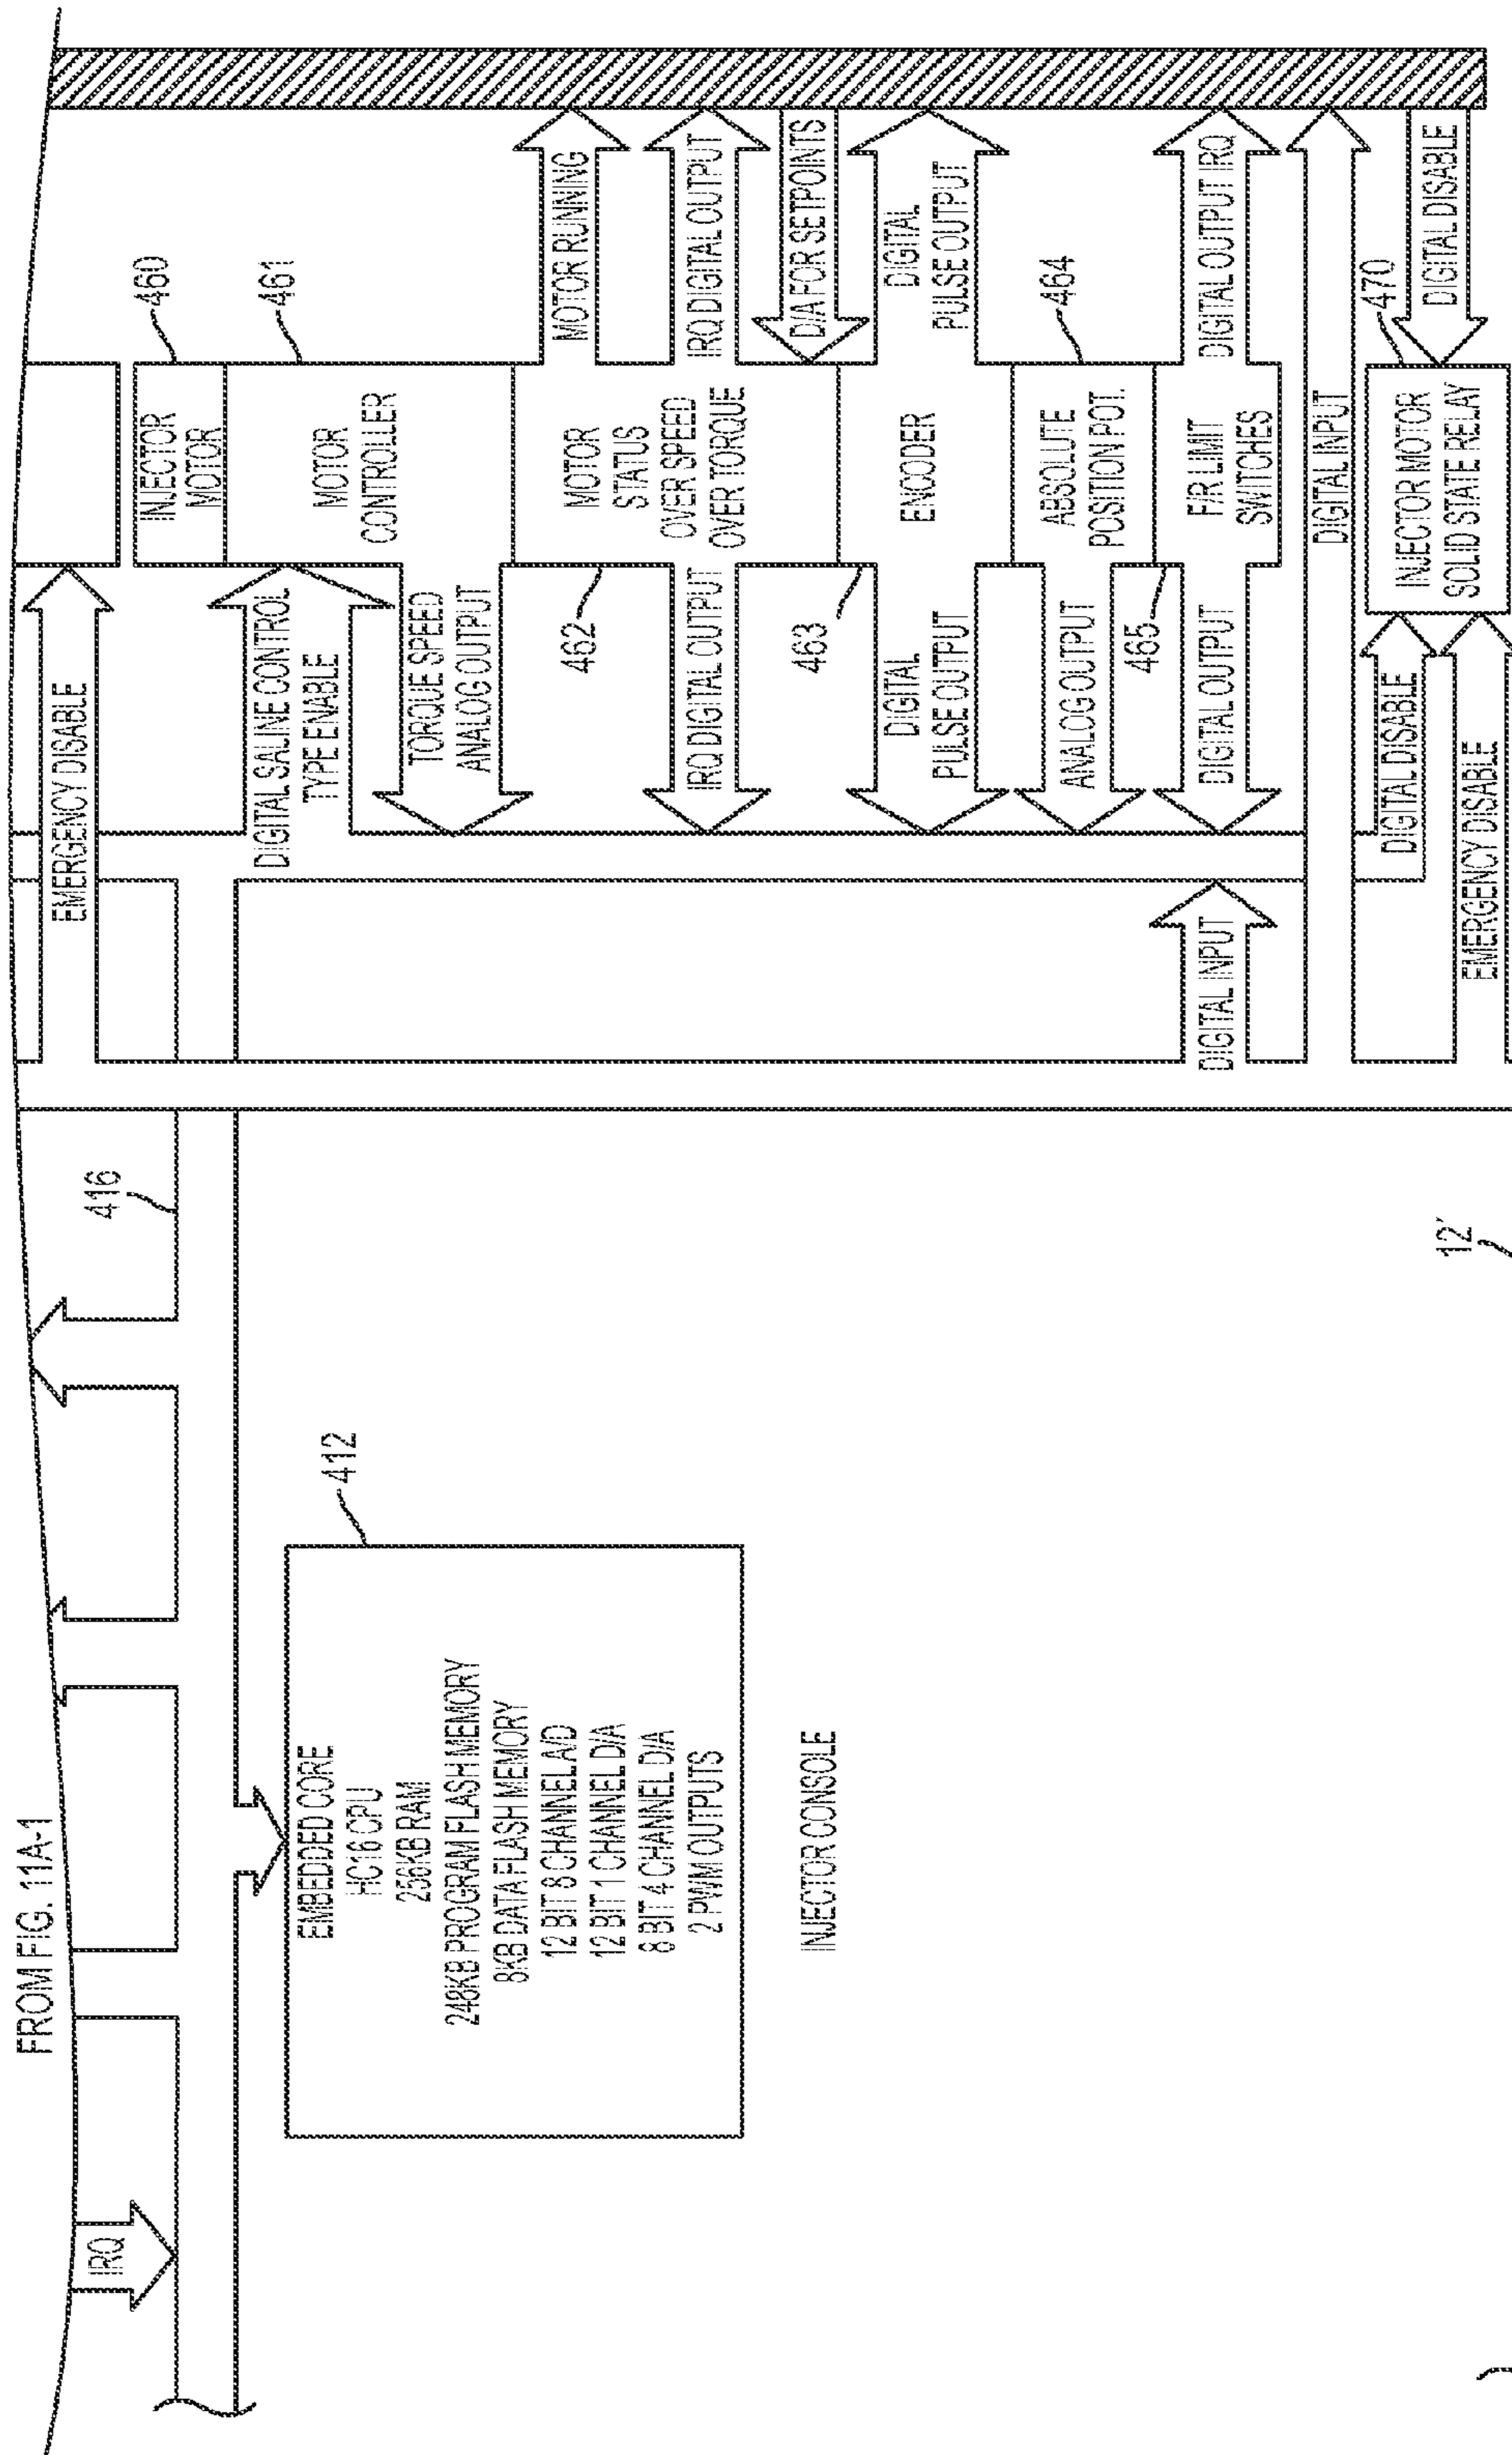 FROM FIG. 11A-1
IRQ
416
412
EMBEDDED CORE
HC16 CPU
256KB RAM
248KB PROGRAM FLASH MEMORY
8KB DATA FLASH MEMORY
12 BIT 8 CHANNEL A/D
12 BIT 1 CHANNEL D/A
8 BIT 4 CHANNEL D/A
2 PWM OUTPUTS
INJECTOR CONSOLE
12'
EMERGENCY DISABLE
460
INJECTOR
MOTOR
461
MOTOR
CONTROLLER
DIGITAL SALINE CONTROL
TYPE ENABLE
TORQUE SPEED
ANALOG OUTPUT
MOTOR RUNNING
MOTOR
STATUS
OVER SPEED
OVER TORQUE
462
IRQ DIGITAL OUTPUT
IRQ DIGITAL OUTPUT
D/A FOR SETPOINTS
463
ENCODER
DIGITAL
PULSE OUTPUT
DIGITAL
PULSE OUTPUT
464
ABSOLUTE
POSITION POT.
ANALOG OUTPUT
465
F/R LIMIT
SWITCHES
DIGITAL OUTPUT
DIGITAL OUTPUT IRQ
DIGITAL INPUT
DIGITAL INPUT
470
INJECTOR MOTOR
SOLID STATE RELAY
DIGITAL DISABLE
DIGITAL DISABLE
EMERGENCY DISABLE